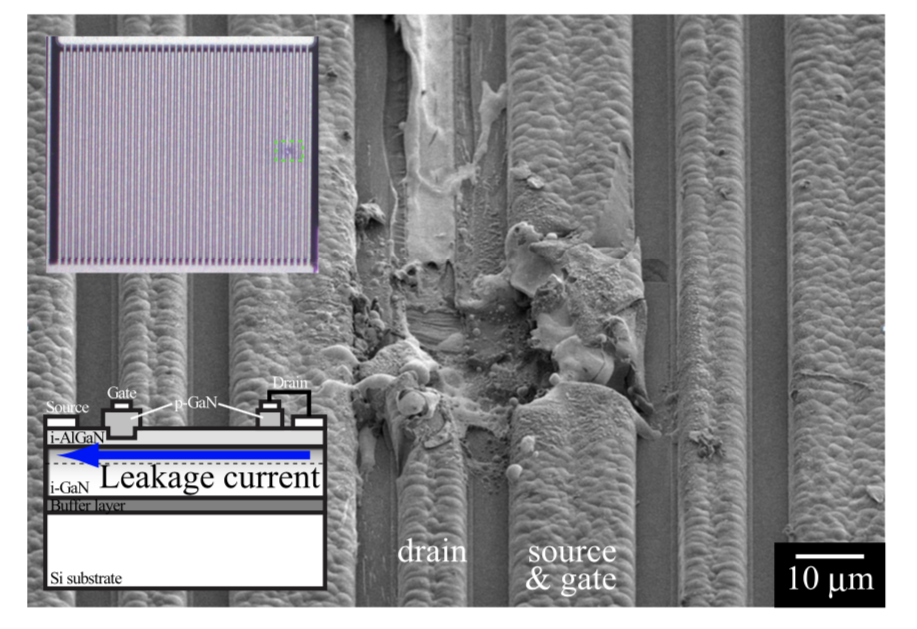 Source
Gate
p-GaN
Drain
i-AlGaN
Leakage current
i-GaN
Buffer layer
Si substrate
drain
source
& gate
10 μm